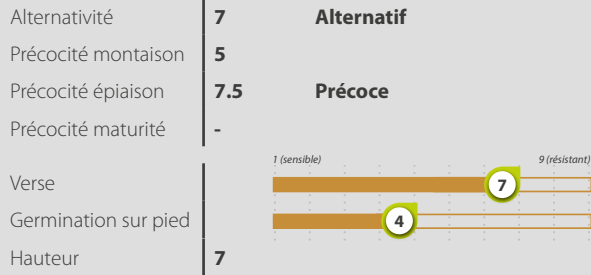 Alternativité 7 Alternatif
Précocité montaison 5
Précocité épiaison 7.5 Précoce
Précocité maturité -
1 (sensible) 9 (résistant)
Verse 7
Germination sur pied 4
Hauteur 7